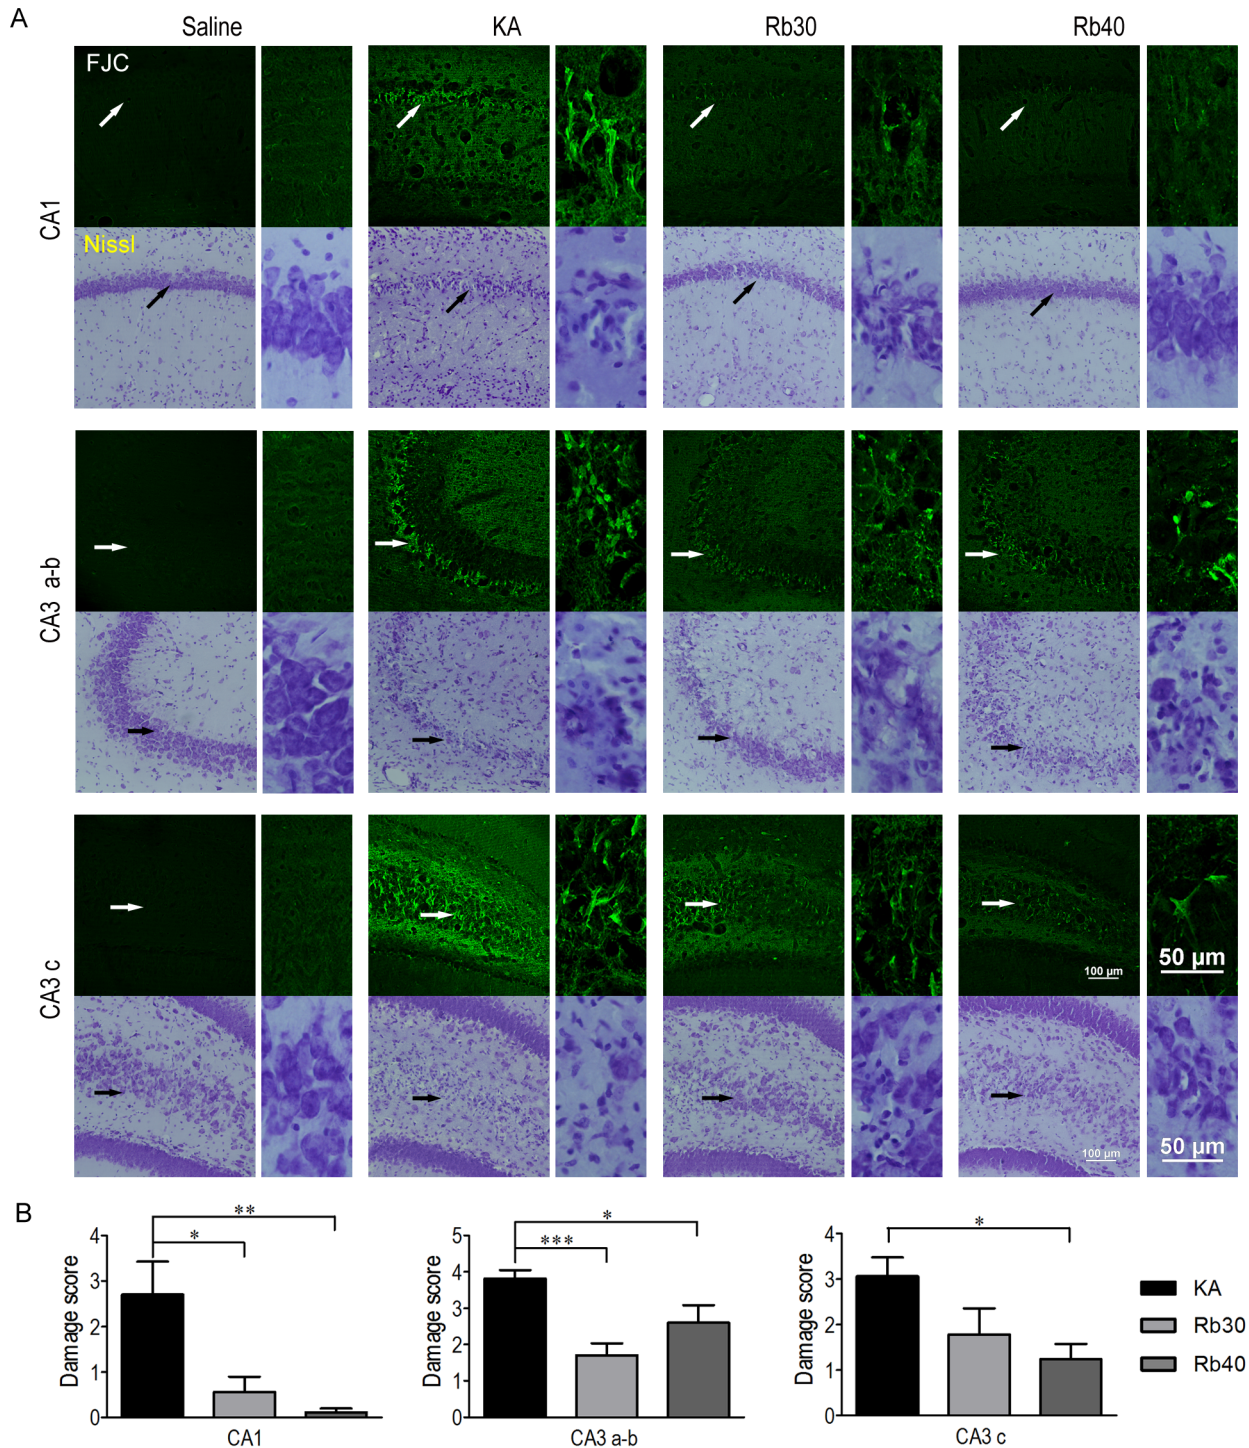 A
Saline
KA
Rb30
Rb40
FJC
CA1
Nissl
CA3 a-b
CA3 c
100 µm
50 µm
100 µm
50 µm
B
Damage score
4
3
2
1
0
*
**
CA1
Damage score
5
4
3
2
1
0
***
*
CA3 a-b
Damage score
4
3
2
1
0
*
CA3 c
KA
Rb30
Rb40